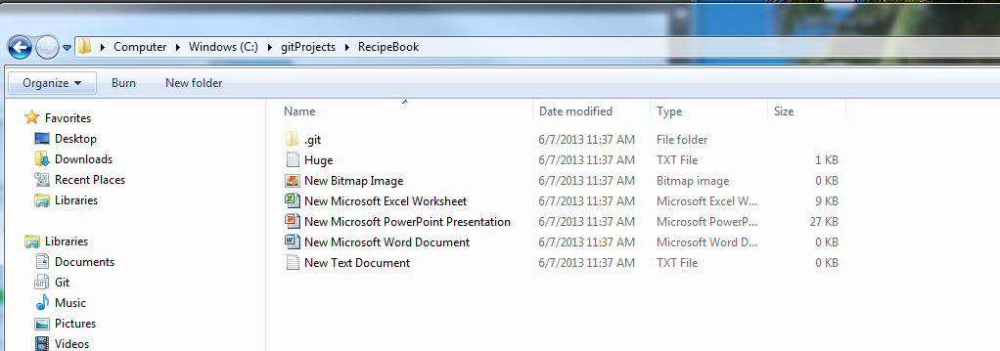 Computer Windows (C:) gitProjects RecipeBook
Organize Burn New folder
Name Date modified Type Size
Favorites
Desktop
Downloads
Recent Places
Libraries
Libraries
Documents
Git
Music
Pictures
Videos
.git 6/7/2013 11:37 AM File folder
Huge 6/7/2013 11:37 AM TXT File 1 KB
New Bitmap Image 6/7/2013 11:37 AM Bitmap image 0 KB
New Microsoft Excel Worksheet 6/7/2013 11:37 AM Microsoft Excel W... 9 KB
New Microsoft PowerPoint Presentation 6/7/2013 11:37 AM Microsoft PowerP... 27 KB
New Microsoft Word Document 6/7/2013 11:37 AM Microsoft Word D... 0 KB
New Text Document 6/7/2013 11:37 AM TXT File 0 KB